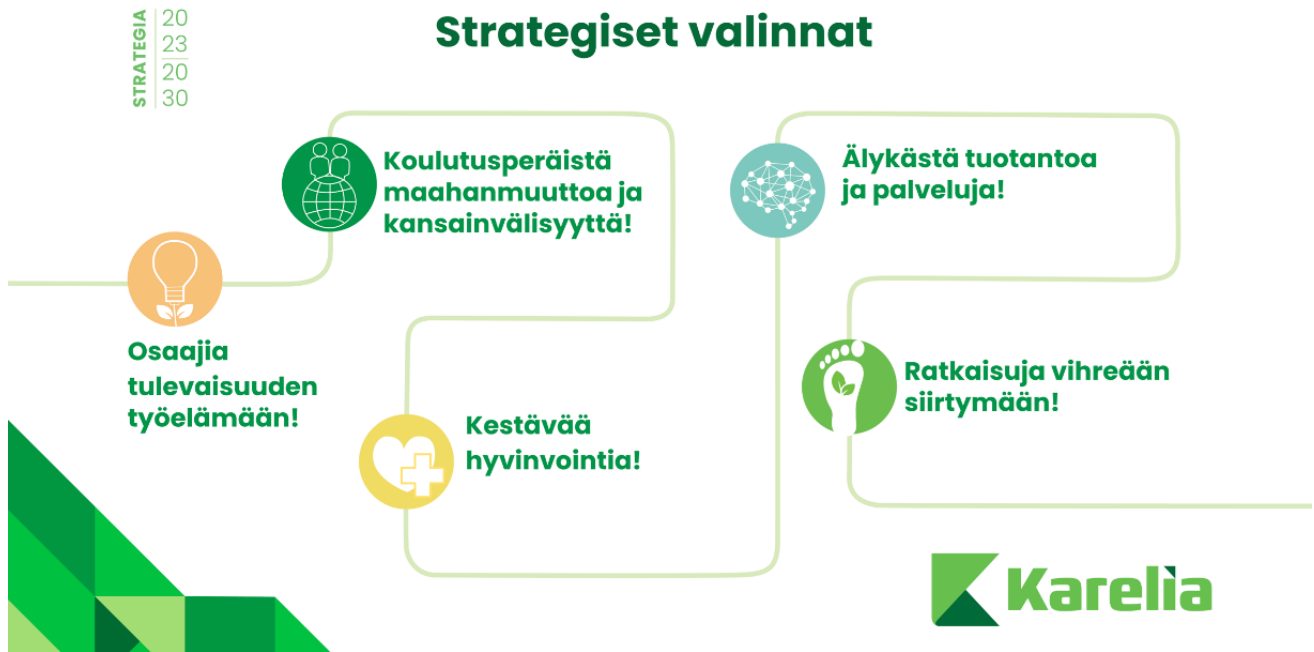 STRATEGIA
20
23
20
30
Strategiset valinnat
Osaajia
tulevaisuuden
työelämään!
Koulutusperäistä
maahanmuuttoa ja
kansainvälisyyttä!
Kestävää
hyvinvointia!
Älykästä tuotantoa
ja palveluja!
Ratkaisuja vihreään
siirtymään!
Karelia